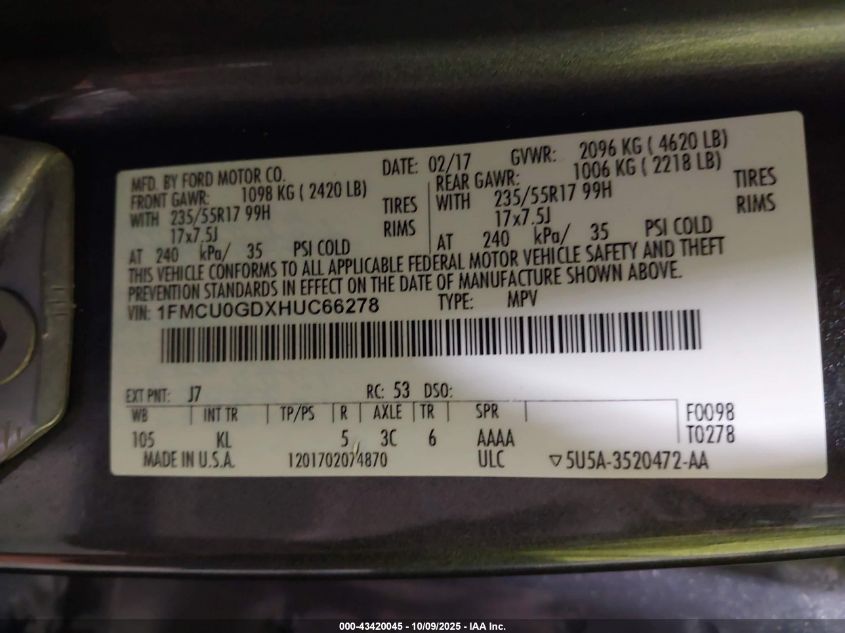 MFD. BY FORD MOTOR CO. DATE: 02/17 GVWR: 2096 KG ( 4620 LB)
FRONT GAWR: 1098 KG ( 2420 LB) REAR GAWR: 1006 KG ( 2218 LB)
WITH 235/55R17 99H TIRES WITH 235/55R17 99H TIRES
17x7.5J RIMS 17x7.5J RIMS
AT 240 kPa/ 35 PSI COLD AT 240 kPa/ 35 PSI COLD
THIS VEHICLE CONFORMS TO ALL APPLICABLE FEDERAL MOTOR VEHICLE SAFETY AND THEFT
PREVENTION STANDARDS IN EFFECT ON THE DATE OF MANUFACTURE SHOWN ABOVE.
VIN: 1FMCU0GDXHUC66278 TYPE: MPV
EXT PNT: J7 RC: 53 DSO:
WB INT TR TP/PS R AXLE TR SPR F0098
105 KL 5 3C 6 AAAA T0278
MADE IN U.S.A. 1201702074870 ULC ▽5U5A-3520472-AA
000-43420045 - 10/09/2025 - IAA Inc.